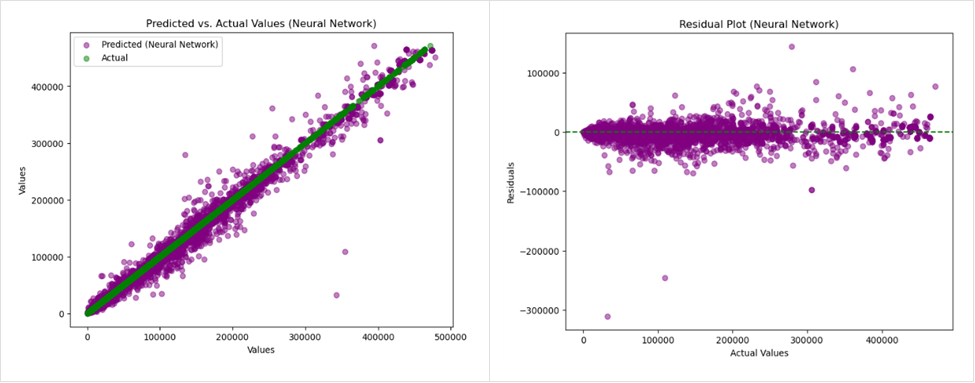 Predicted vs. Actual Values (Neural Network)
Predicted (Neural Network)
Actual
400000
300000
200000
100000
0
Values
0
100000
200000
300000
400000
500000
Values
Residual Plot (Neural Network)
100000
0
−100000
−200000
−300000
Residuals
0
100000
200000
300000
400000
Actual Values